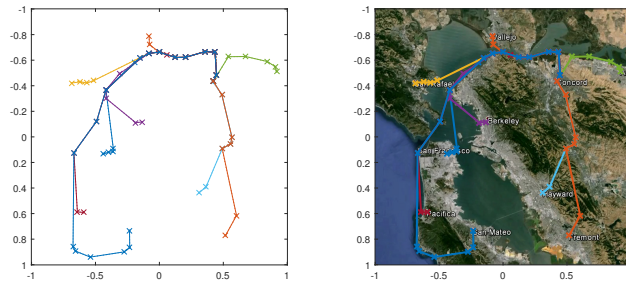 -1
-0.8
-0.6
-0.4
-0.2
0
0.2
0.4
0.6
0.8
1
-1 -0.5 0 0.5 1
-1
-0.8
-0.6
-0.4
-0.2
0
0.2
0.4
0.6
0.8
1
Vallejo
San Rafael
Concord
Berkeley
San Francisco
Hayward
Pacifica
San Mateo
Fremont
-1 -0.5 0 0.5